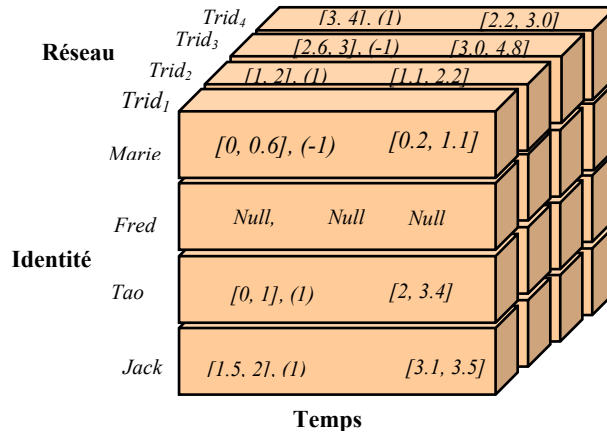 Trid4 [3, 4], (1) [2.2, 3.0]
Réseau Trid3 [2.6, 3], (-1) [3.0, 4.8]
Trid2 [1, 2], (1) [1.1, 2.2]
Trid1
Marie [0, 0.6], (-1) [0.2, 1.1]
Fred Null, Null Null
Identité
Tao [0, 1], (1) [2, 3.4]
Jack [1.5, 2], (1) [3.1, 3.5]
Temps